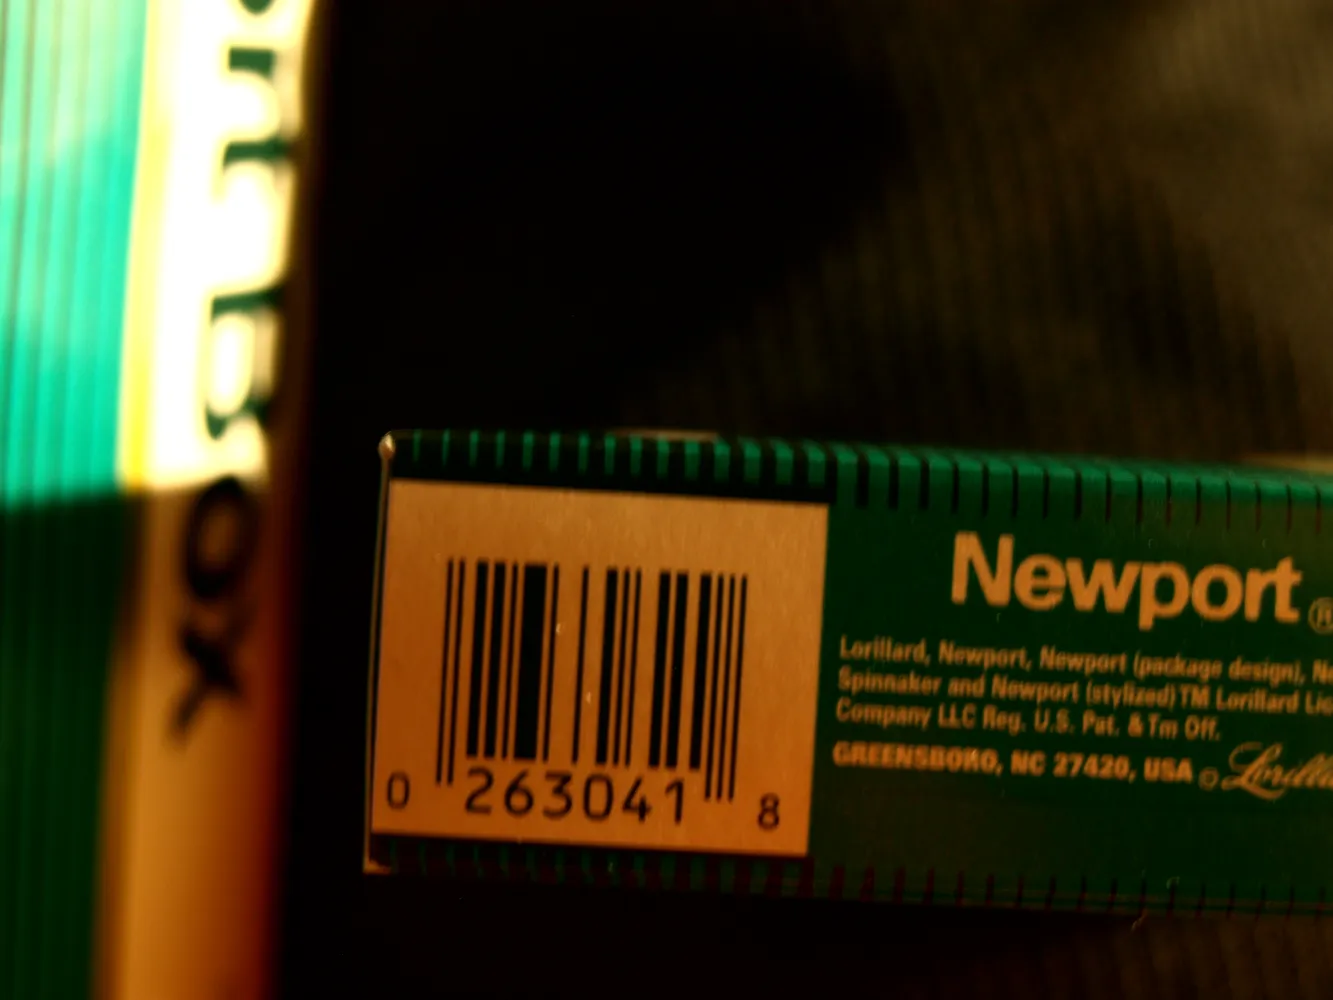 ox
0 263041 8
Newport ®
Lorillard, Newport, Newport (package design),
Spinnaker and Newport (stylized) TM Lorillard
Company LLC Reg. U.S. Pat. & Tm Off.
GREENSBORO, NC 27420, USA ©